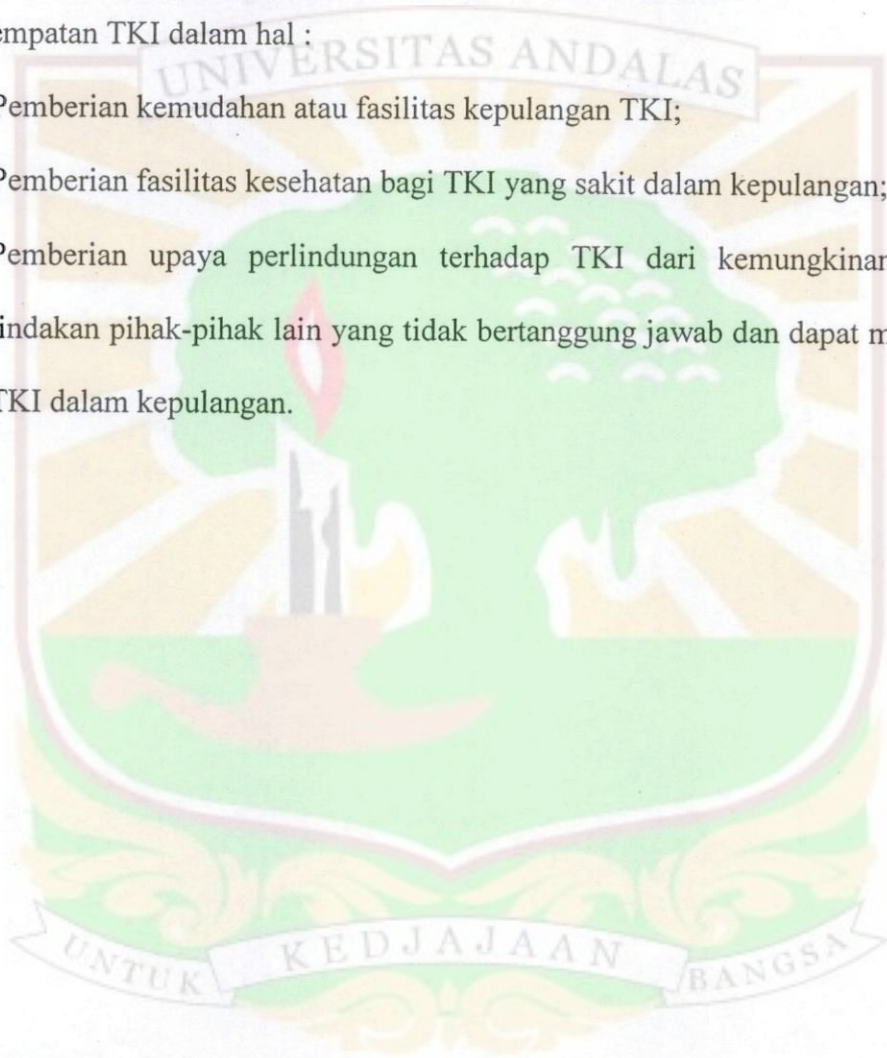 empatan TKI dalam hal :
UNIVERSITAS ANDALAS
Pemberian kemudahan atau fasilitas kepulangan TKI;
Pemberian fasilitas kesehatan bagi TKI yang sakit dalam kepulangan;
Pemberian upaya perlindungan terhadap TKI dari kemungkinan
indakan pihak-pihak lain yang tidak bertanggung jawab dan dapat m
TKI dalam kepulangan.
UNTUK KEDJAJAAN BANGSA